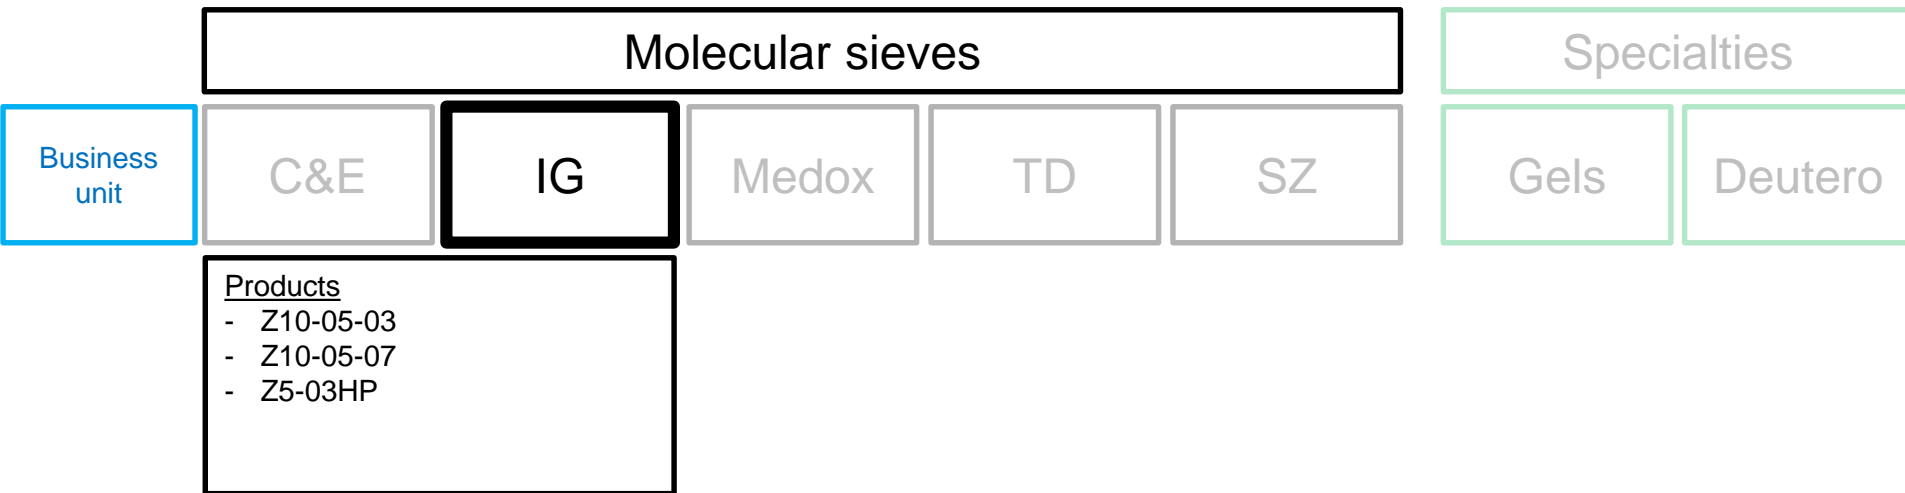 Molecular sieves
Specialties
Business
unit
C&E
IG
Medox
TD
SZ
Gels
Deutero
Products
- Z10-05-03
- Z10-05-07
- Z5-03HP